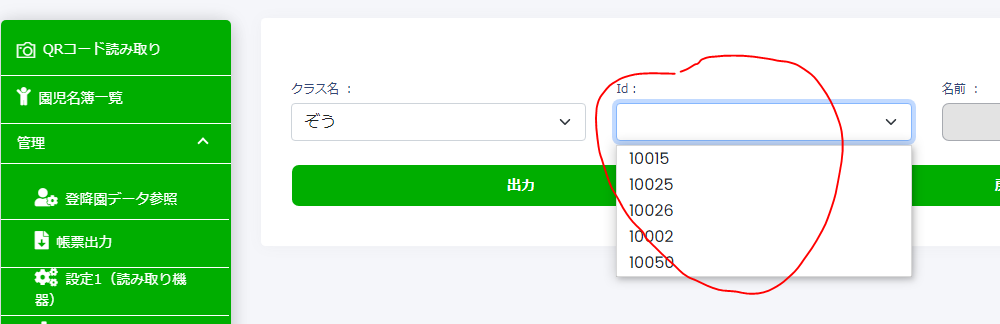 QRコード読み取り
園児名簿一覧
管理
登降園データ参照
帳票出力
設定1（読み取り機
器）
クラス名 ：
ぞう
Id :
10015
10025
10026
10002
10050
名前 ：
出力